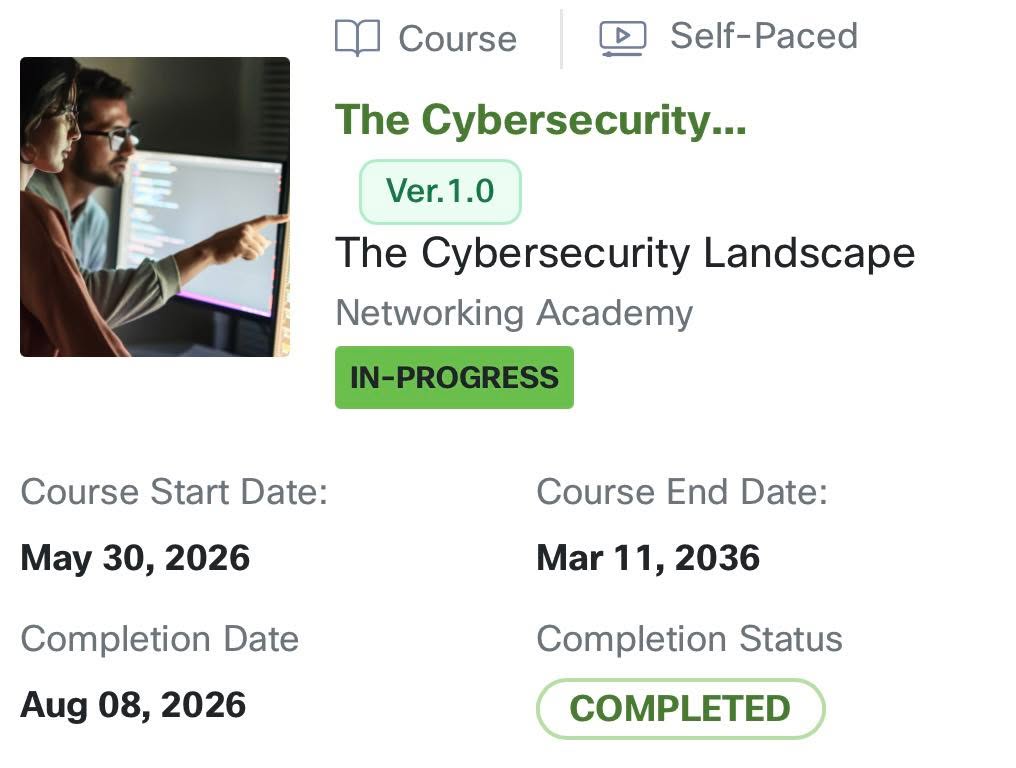 Course
Self-Paced
The Cybersecurity...
Ver.1.0
The Cybersecurity Landscape
Networking Academy
IN-PROGRESS
Course Start Date:
May 30, 2026
Course End Date:
Mar 11, 2036
Completion Date
Aug 08, 2026
Completion Status
COMPLETED